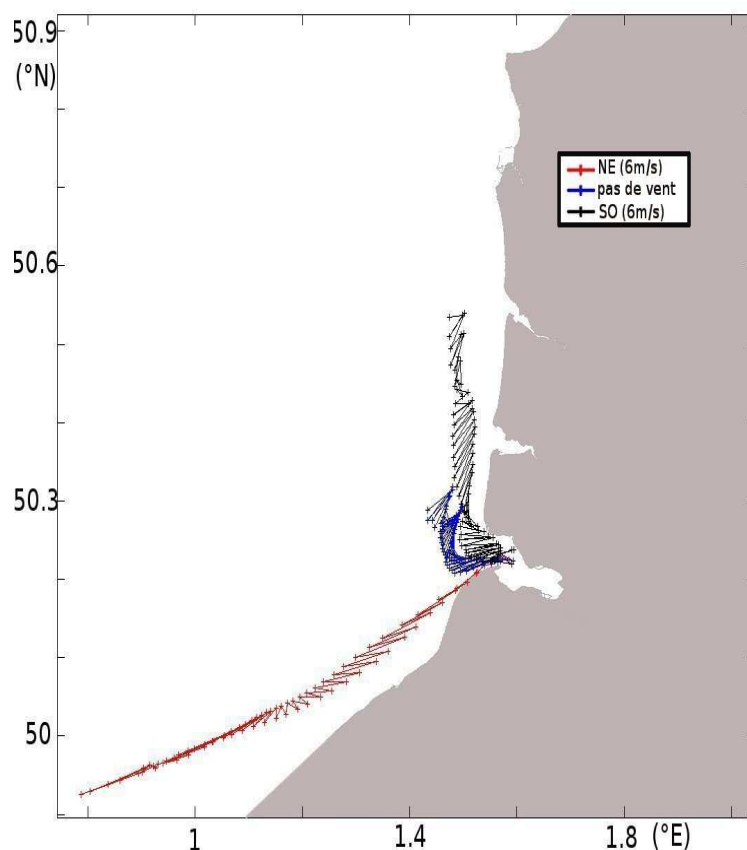 50.9
(°N)
NE (6m/s)
pas de vent
SO (6m/s)
50.6
50.3
50
1
1.4
1.8 (°E)